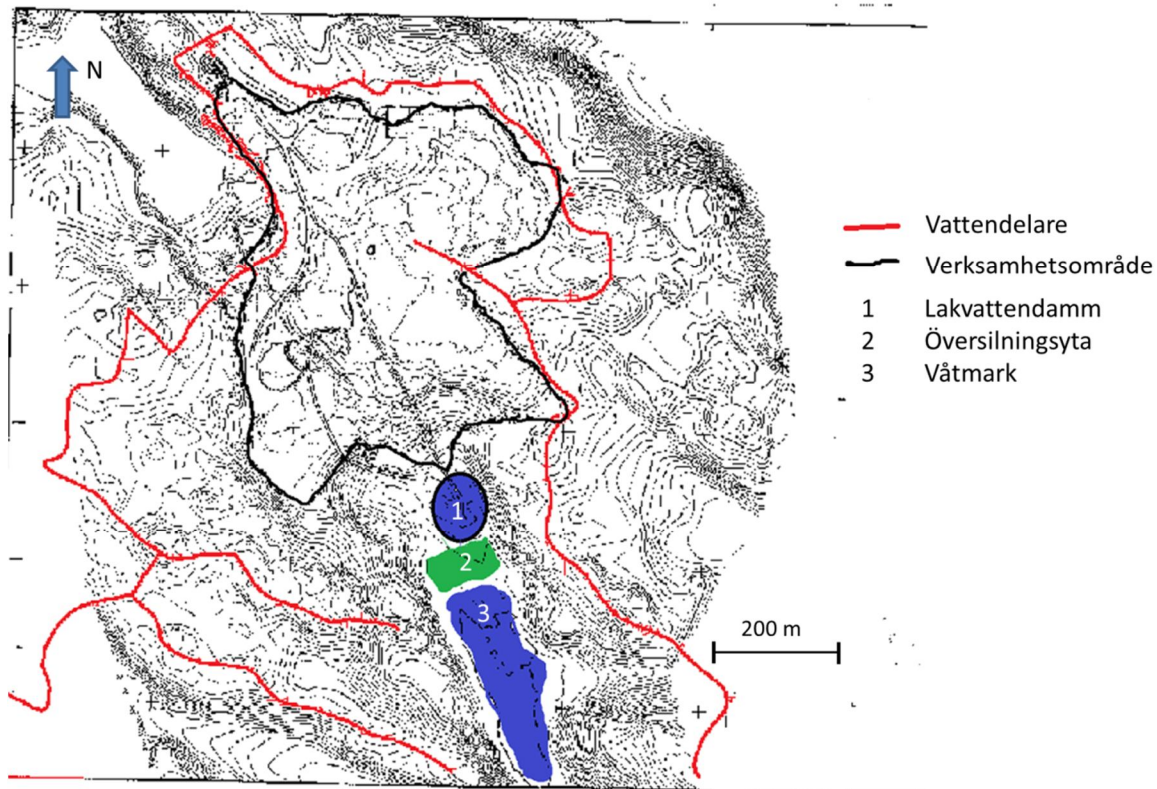 N
Vattendelare
Verksamhetsområde
1 Lakvattendamm
2 Översilningsyta
3 Våtmark
1
2
3
200 m